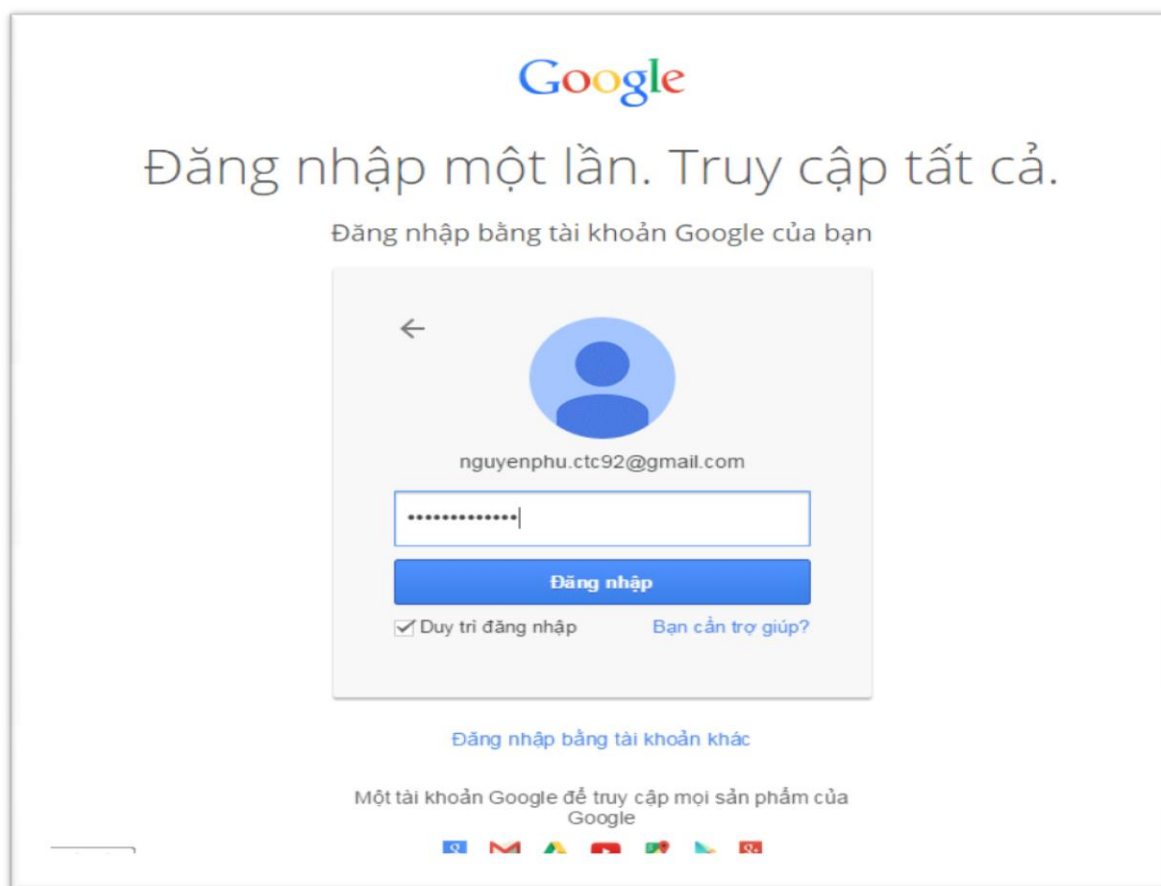 Google
Đăng nhập một lần. Truy cập tất cả.
Đăng nhập bằng tài khoản Google của bạn
nguyenphu.ctc92@gmail.com
•••••••••••••
Đăng nhập
Duy trì đăng nhập
Bạn cần trợ giúp?
Đăng nhập bằng tài khoản khác
Một tài khoản Google để truy cập mọi sản phẩm của
Google